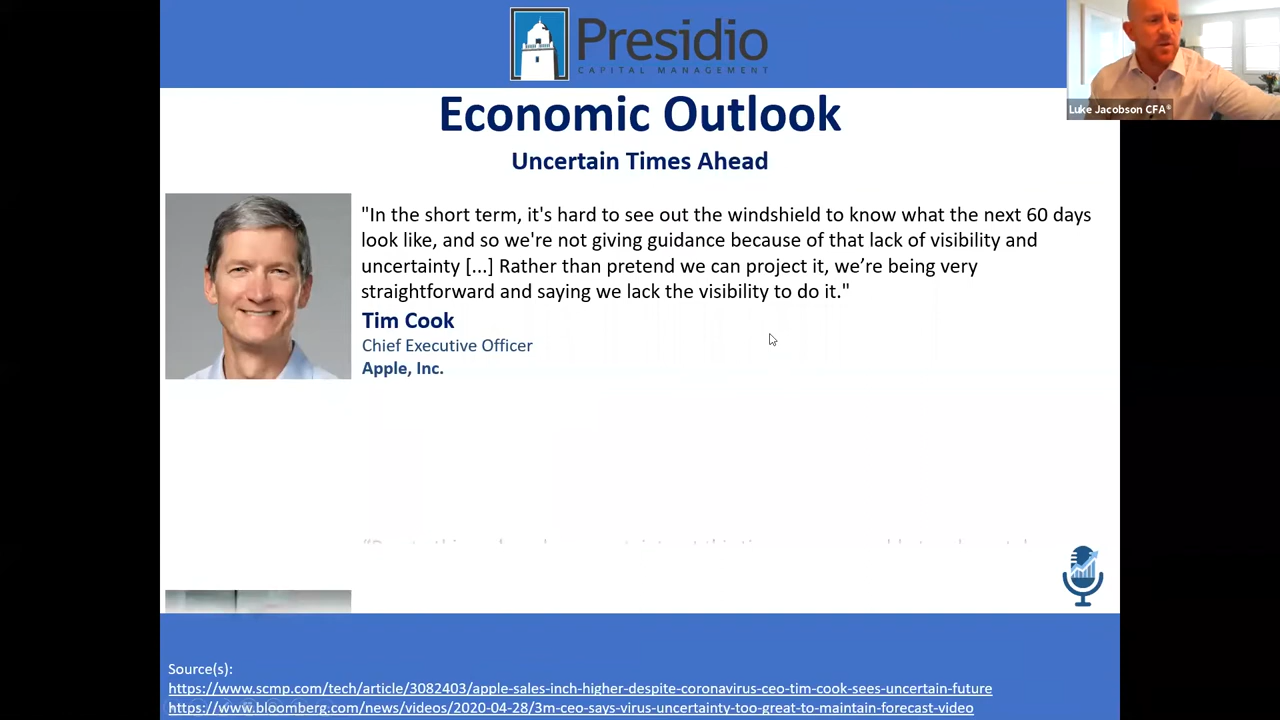 Presidio
CAPITAL MANAGEMENT
Luke Jacobson CFA®
Economic Outlook
Uncertain Times Ahead
"In the short term, it's hard to see out the windshield to know what the next 60 days
look like, and so we're not giving guidance because of that lack of visibility and
uncertainty [...] Rather than pretend we can project it, we’re being very
straightforward and saying we lack the visibility to do it."
Tim Cook
Chief Executive Officer
Apple, Inc.
Source(s):
https://www.scmp.com/tech/article/3082403/apple-sales-inch-higher-despite-coronavirus-ceo-tim-cook-sees-uncertain-future
https://www.bloomberg.com/news/videos/2020-04-28/3m-ceo-says-virus-uncertainty-too-great-to-maintain-forecast-video